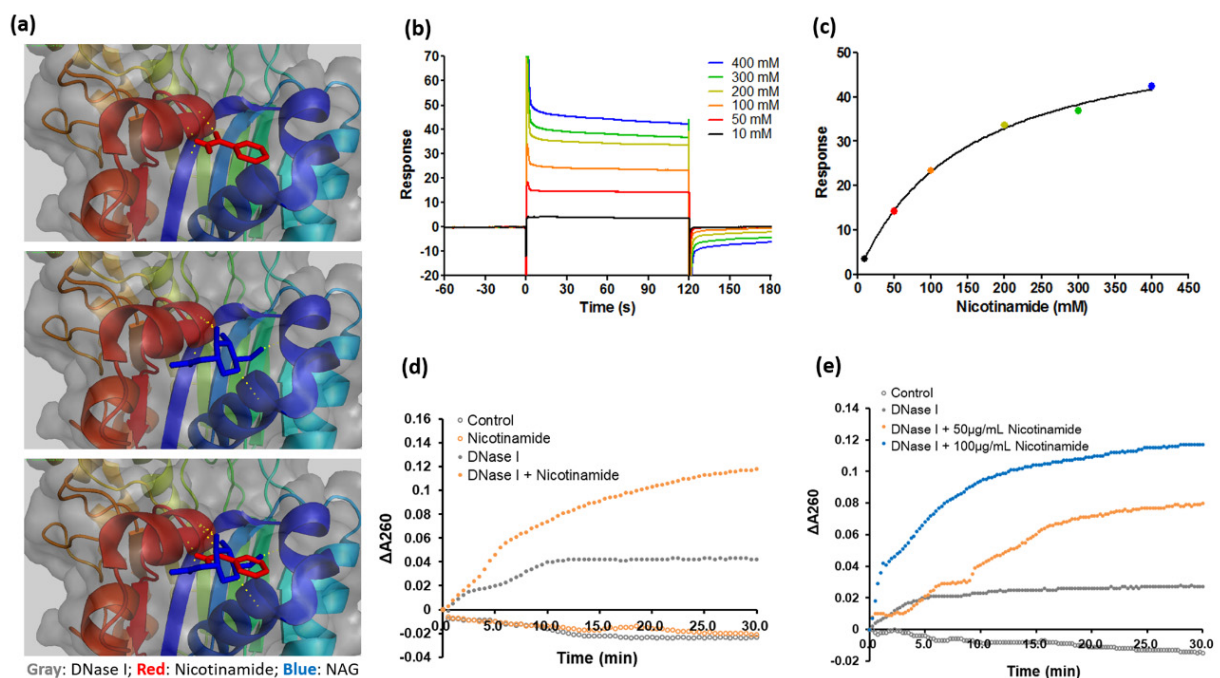 (a)
Gray: DNase I; Red: Nicotinamide; Blue: NAG
(b)
Response
70
60
50
40
30
20
10
0
-10
-20
-60
-30
0
30
60
90
120
150
180
Time (s)
400 mM
300 mM
200 mM
100 mM
50 mM
10 mM
(c)
Response
50
40
30
20
10
0
0
50
100
150
200
250
300
350
400
450
Nicotinamide (mM)
(d)
ΔA260
0.16
0.14
0.12
0.1
0.08
0.06
0.04
0.02
0
-0.02
-0.04
0.0
5.0
10.0
15.0
20.0
25.0
30.0
Time (min)
Control
Nicotinamide
DNase I
DNase I + Nicotinamide
(e)
ΔA260
0.14
0.12
0.1
0.08
0.06
0.04
0.02
0
-0.02
0.0
5.0
10.0
15.0
20.0
25.0
30.0
Time (min)
Control
DNase I
DNase I + 50µg/mL Nicotinamide
DNase I + 100µg/mL Nicotinamide